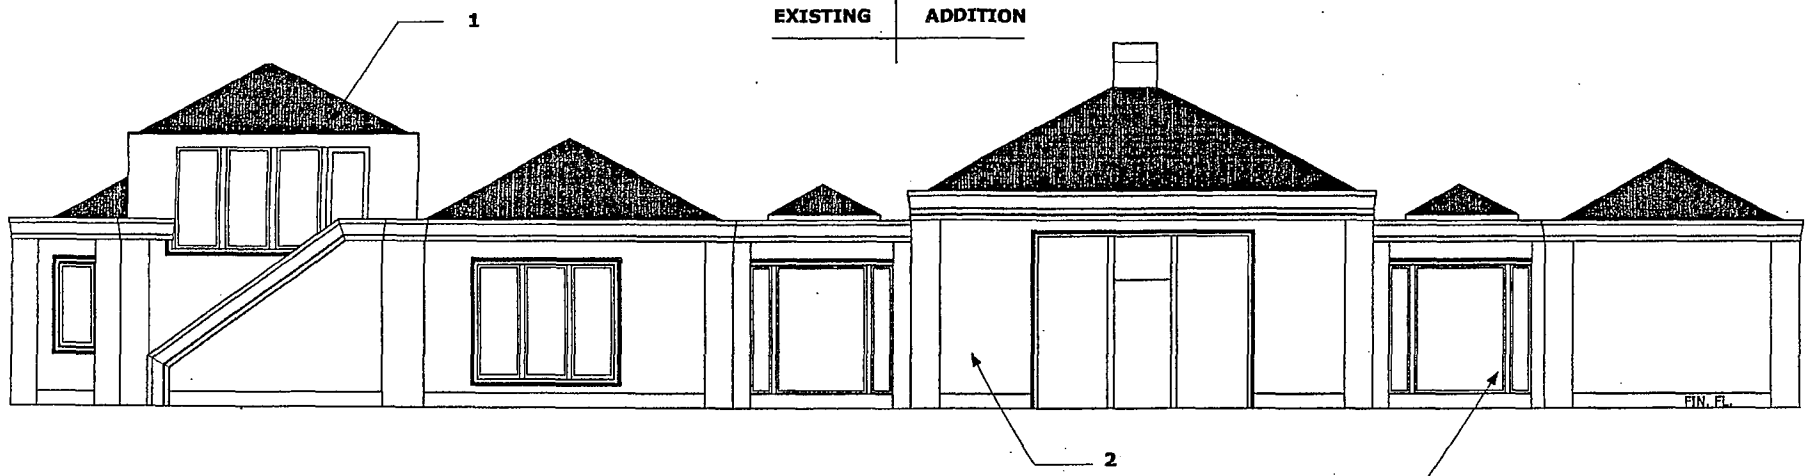 1
EXISTING ADDITION
FIN. FL.
2